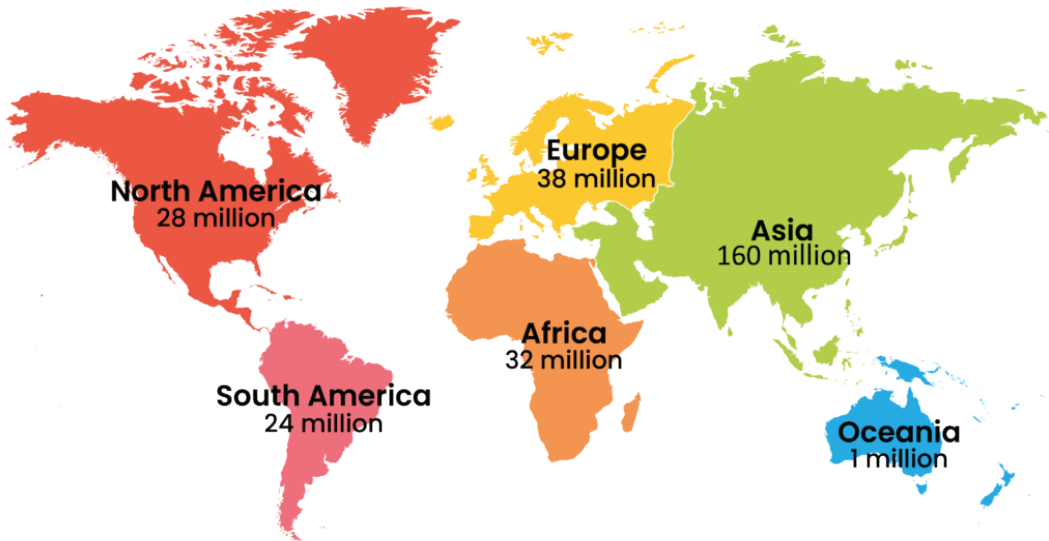 Europe
38 million
North America
28 million
Asia
160 million
Africa
32 million
South America
24 million
Oceania
1 million